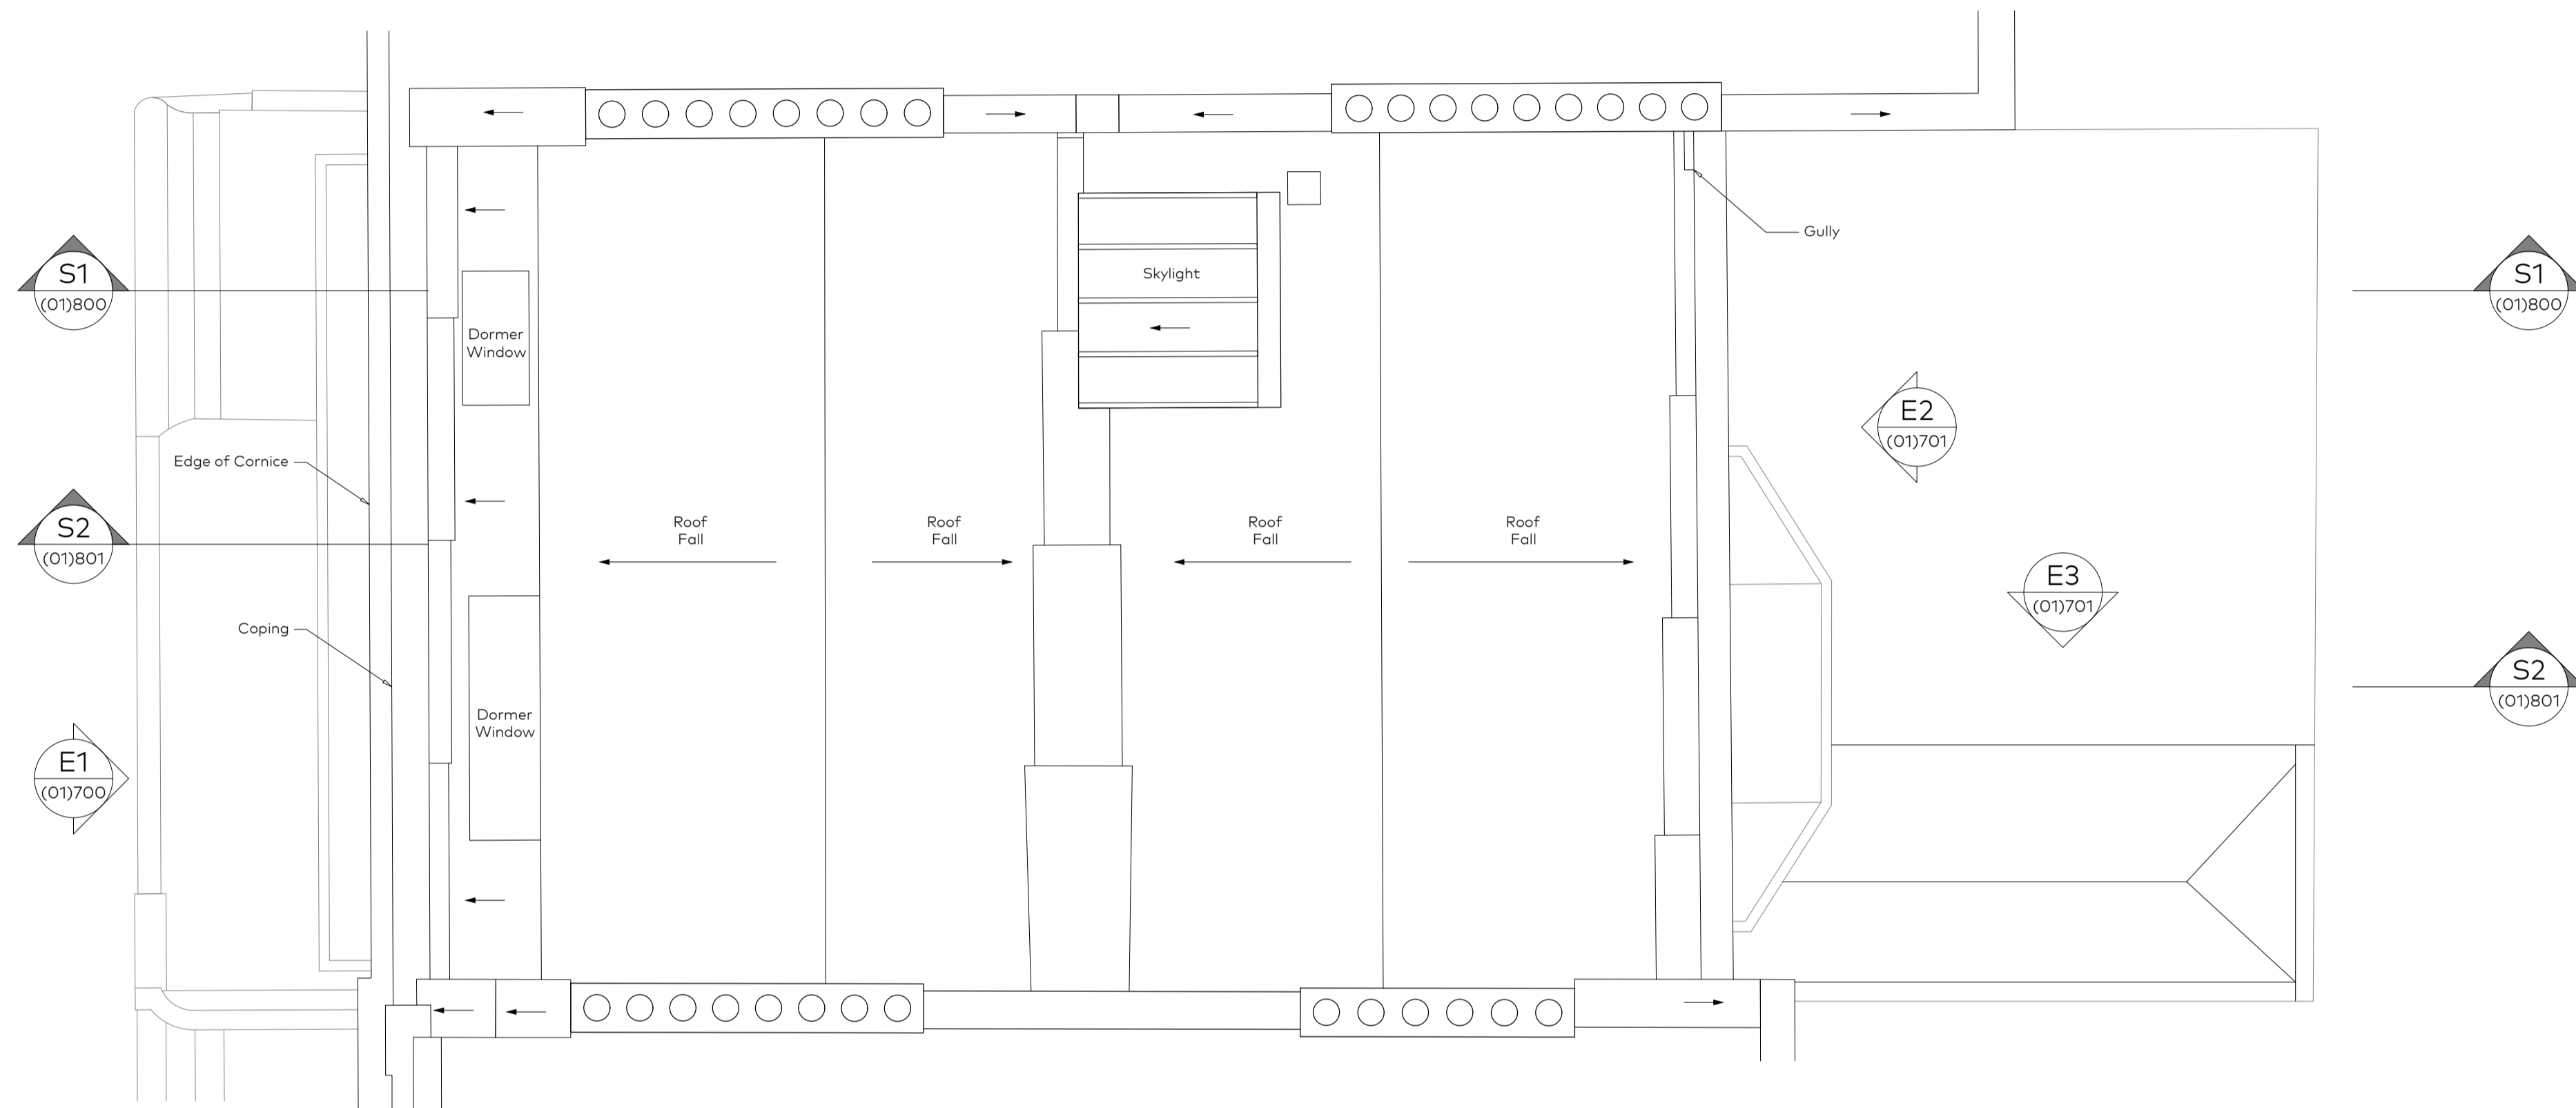 Skylight
Gully
S1
(01)800
S1
(01)800
Dormer
Window
E2
(01)701
Edge of Cornice
S2
(01)801
Roof
Fall
Roof
Fall
Roof
Fall
Roof
Fall
E3
(01)701
Coping
S2
(01)801
Dormer
Window
E1
(01)700